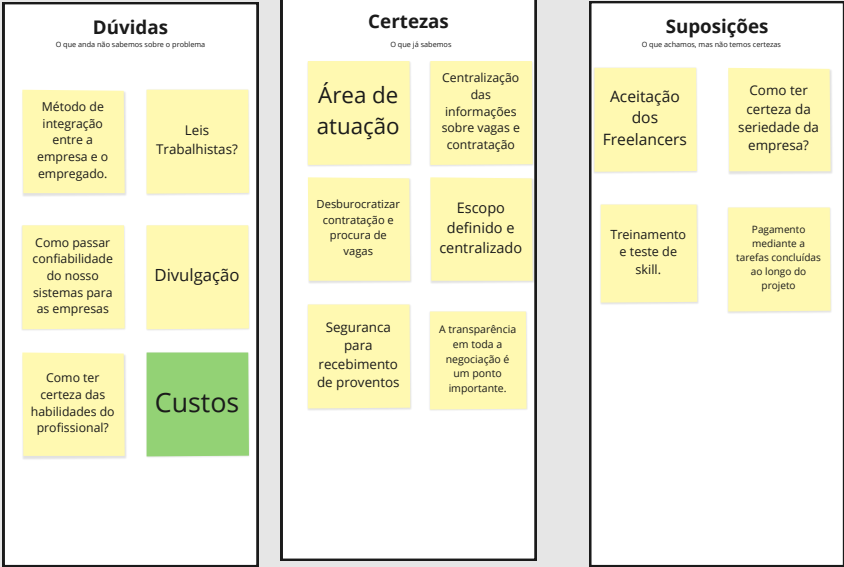 Dúvidas
O que anda não sabemos sobre o problema
Método de
integração
entre a
empresa e o
empregado.
Leis
Trabalhistas?
Como passar
confiabilidade
do nosso
sistemas para
as empresas
Divulgação
Como ter
certeza das
habilidades do
profissional?
Custos
Certezas
O que já sabemos
Área de
atuação
Centralização
das
informações
sobre vagas e
contratação
Desburocratizar
contratação e
procura de
vagas
Escopo
definido e
centralizado
Seguranca
para
recebimento
de proventos
A transparência
em toda a
negociação é
um ponto
importante.
Suposições
O que achamos, mas não temos certezas
Aceitação
dos
Freelancers
Como ter
certeza da
seriedade da
empresa?
Treinamento
e teste de
skill.
Pagamento
mediante a
tarefas concluídas
ao longo do
projeto